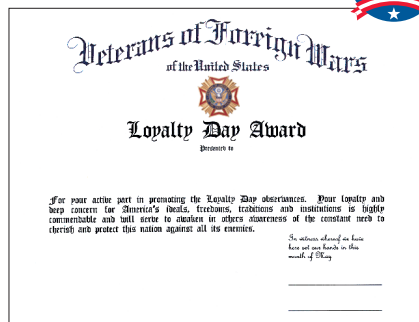 Veterans of Foreign Wars
of the United States
Loyalty Day Award
Presented to
For your active part in promoting the Loyalty Day observances. Your loyalty and
deep concern for America's ideals, freedoms, traditions and institutions is highly
commendable and will serve to awaken in others awareness of the constant need to
cherish and protect this nation against all its enemies.
In witness whereof we have
here set our hands in this
month of May